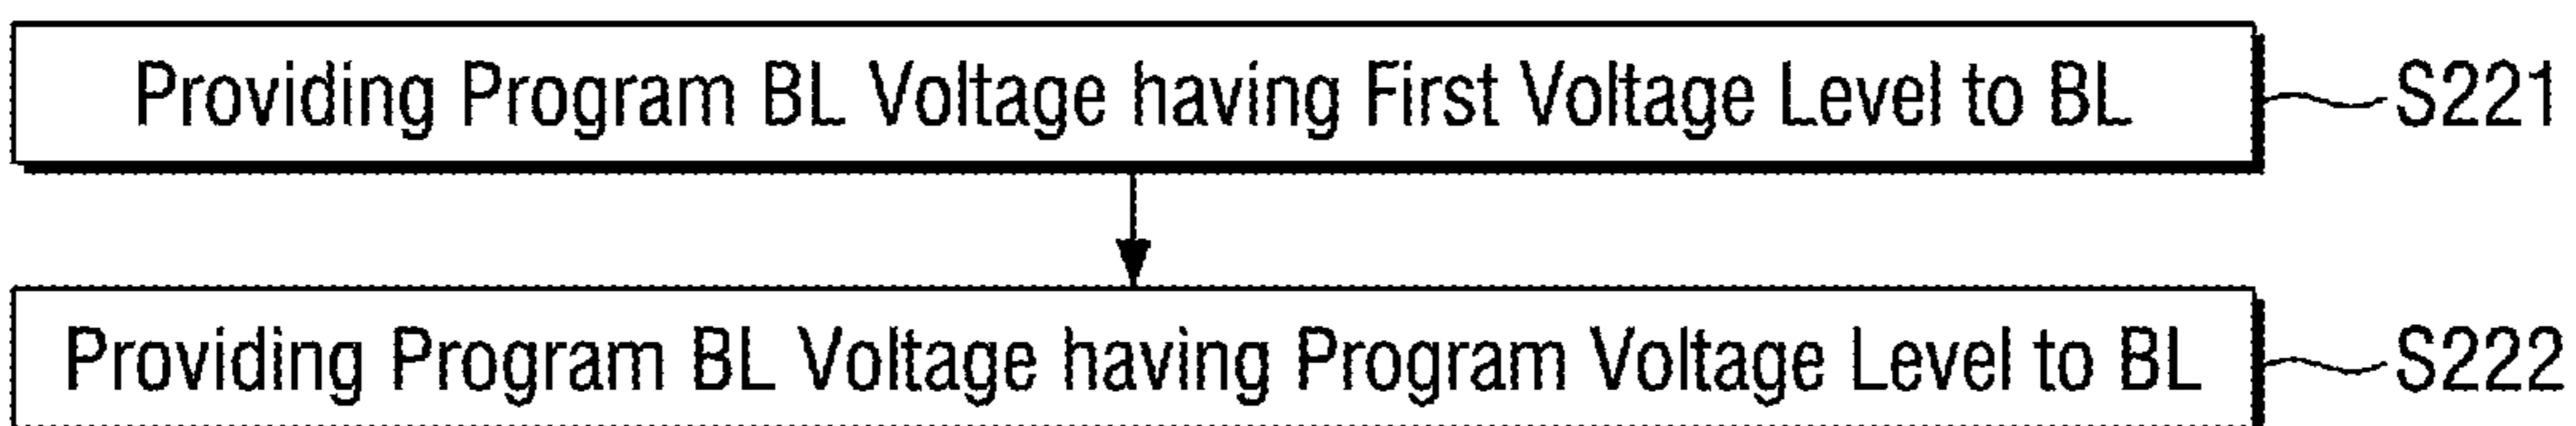 Providing Program BL Voltage having First Voltage Level to BL
S221
Providing Program BL Voltage having Program Voltage Level to BL
S222